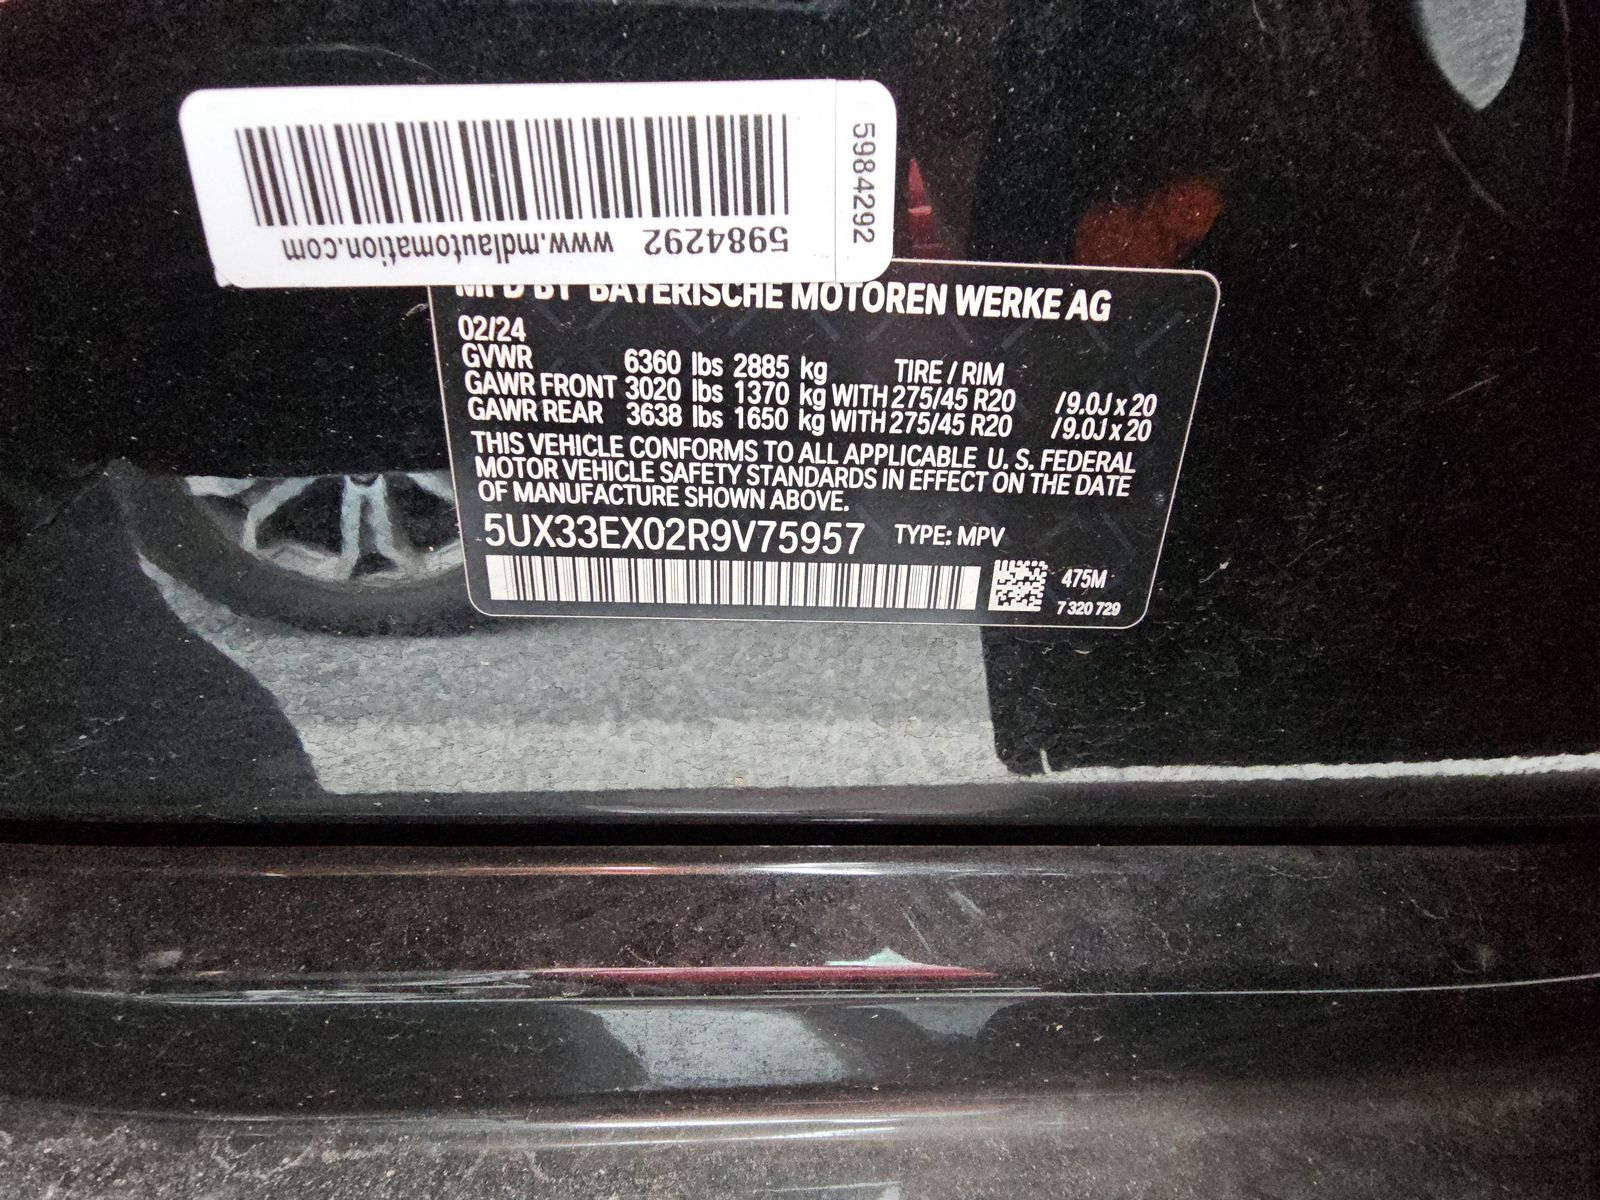 5984292 www.mdlautomation.com
5984292
MFD BY BAYERISCHE MOTOREN WERKE AG
02/24
GVWR 6360 lbs 2885 kg TIRE / RIM
GAWR FRONT 3020 lbs 1370 kg WITH 275/45 R20 /9.0J x 20
GAWR REAR 3638 lbs 1650 kg WITH 275/45 R20 /9.0J x 20
THIS VEHICLE CONFORMS TO ALL APPLICABLE U. S. FEDERAL
MOTOR VEHICLE SAFETY STANDARDS IN EFFECT ON THE DATE
OF MANUFACTURE SHOWN ABOVE.
5UX33EX02R9V75957 TYPE: MPV
475M
7 320 729